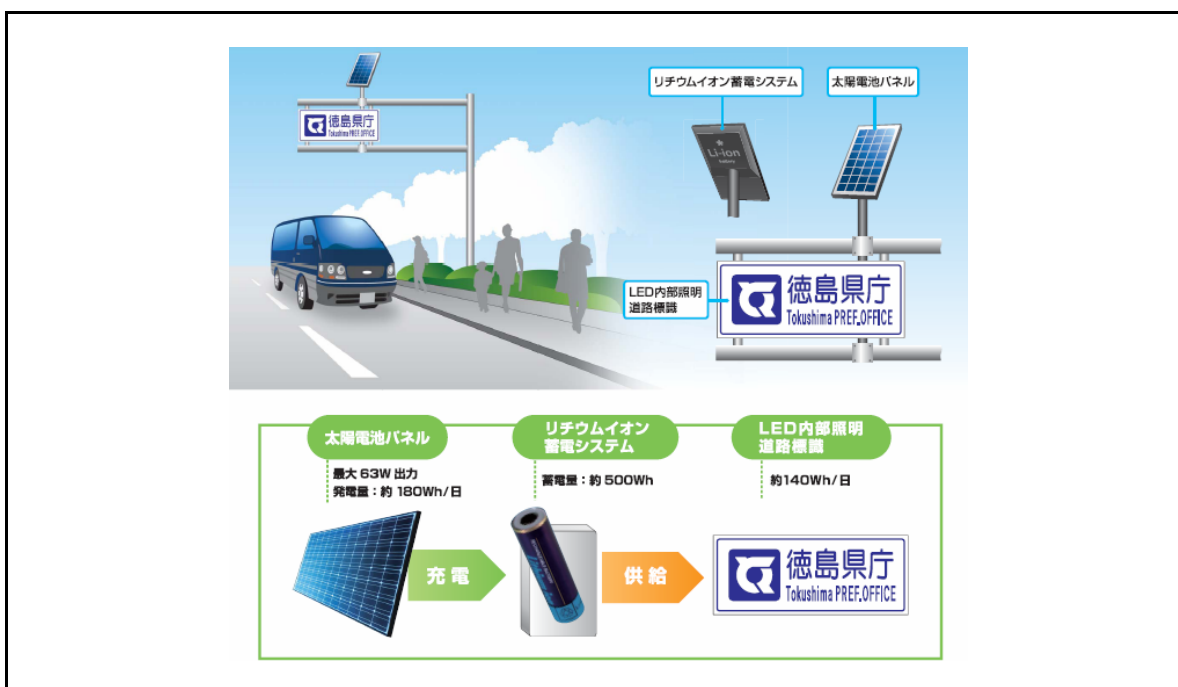 徳島県庁
Tokushima PREF.OFFICE
リチウムイオン蓄電システム
太陽電池パネル
Li-ion
battery
LED内部照明
道路標識
徳島県庁
Tokushima PREF.OFFICE
太陽電池パネル
最大 63W 出力
発電量：約 180Wh/日
リチウムイオン
蓄電システム
蓄電量：約 500Wh
LED内部照明
道路標識
約140Wh/日
充電
供給
徳島県庁
Tokushima PREF.OFFICE